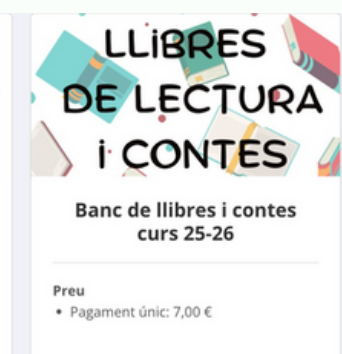 LLiBRES
DE LECTURA
i CONTES
Banc de llibres i contes
curs 25-26
Preu
• Pagament únic: 7,00 €